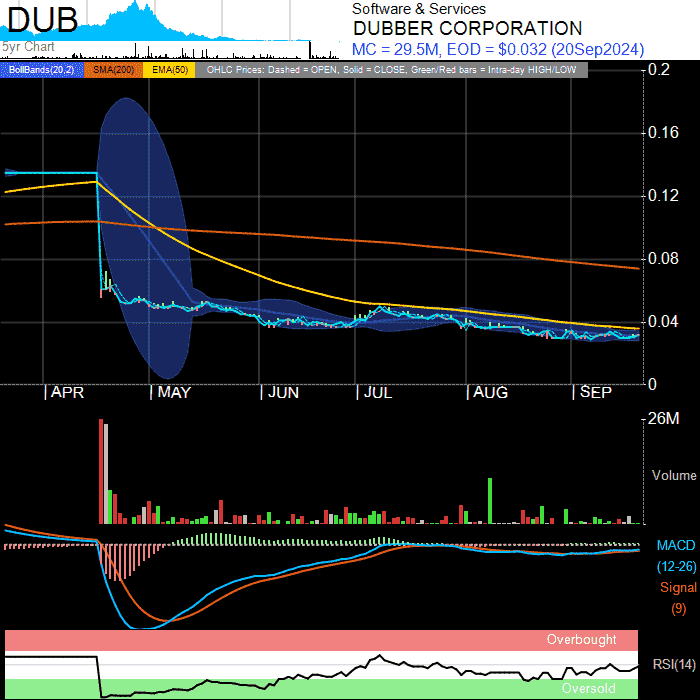 DUB
5yr Chart
Software & Services
DUBBER CORPORATION
MC = 29.5M, EOD = $0.032 (20Sep2024)
BollBands(20,2) SMA(200) EMA(50) OHLC Prices: Dashed = OPEN, Solid = CLOSE, Green/Red bars = Intra-day HIGH/LOW
0.2
0.16
0.12
0.08
0.04
0
APR MAY JUN JUL AUG SEP
26M
Volume
MACD
(12-26)
Signal
(9)
Overbought
RSI(14)
Oversold